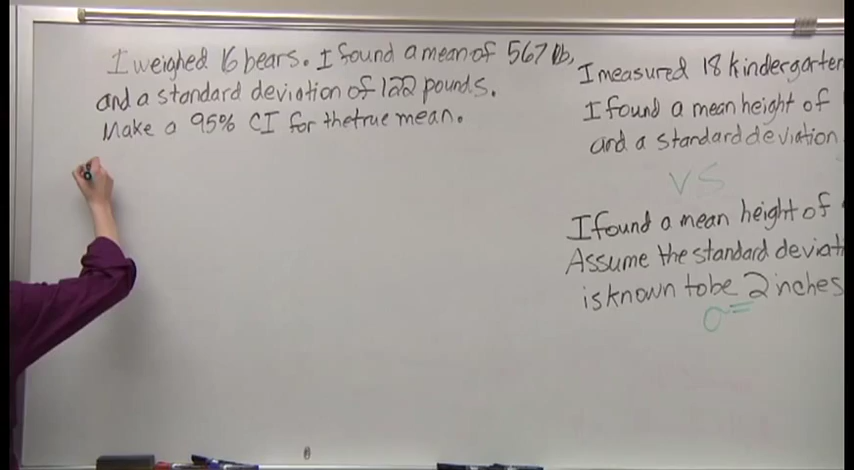 I weighed 16 bears. I found a mean of 567 lb,
and a standard deviation of 122 pounds.
Make a 95% CI for the true mean.
I measured 18 kindergarten
I found a mean height of
and a standard deviation
VS
I found a mean height of
Assume the standard deviat
is known to be 2 inches
σ =